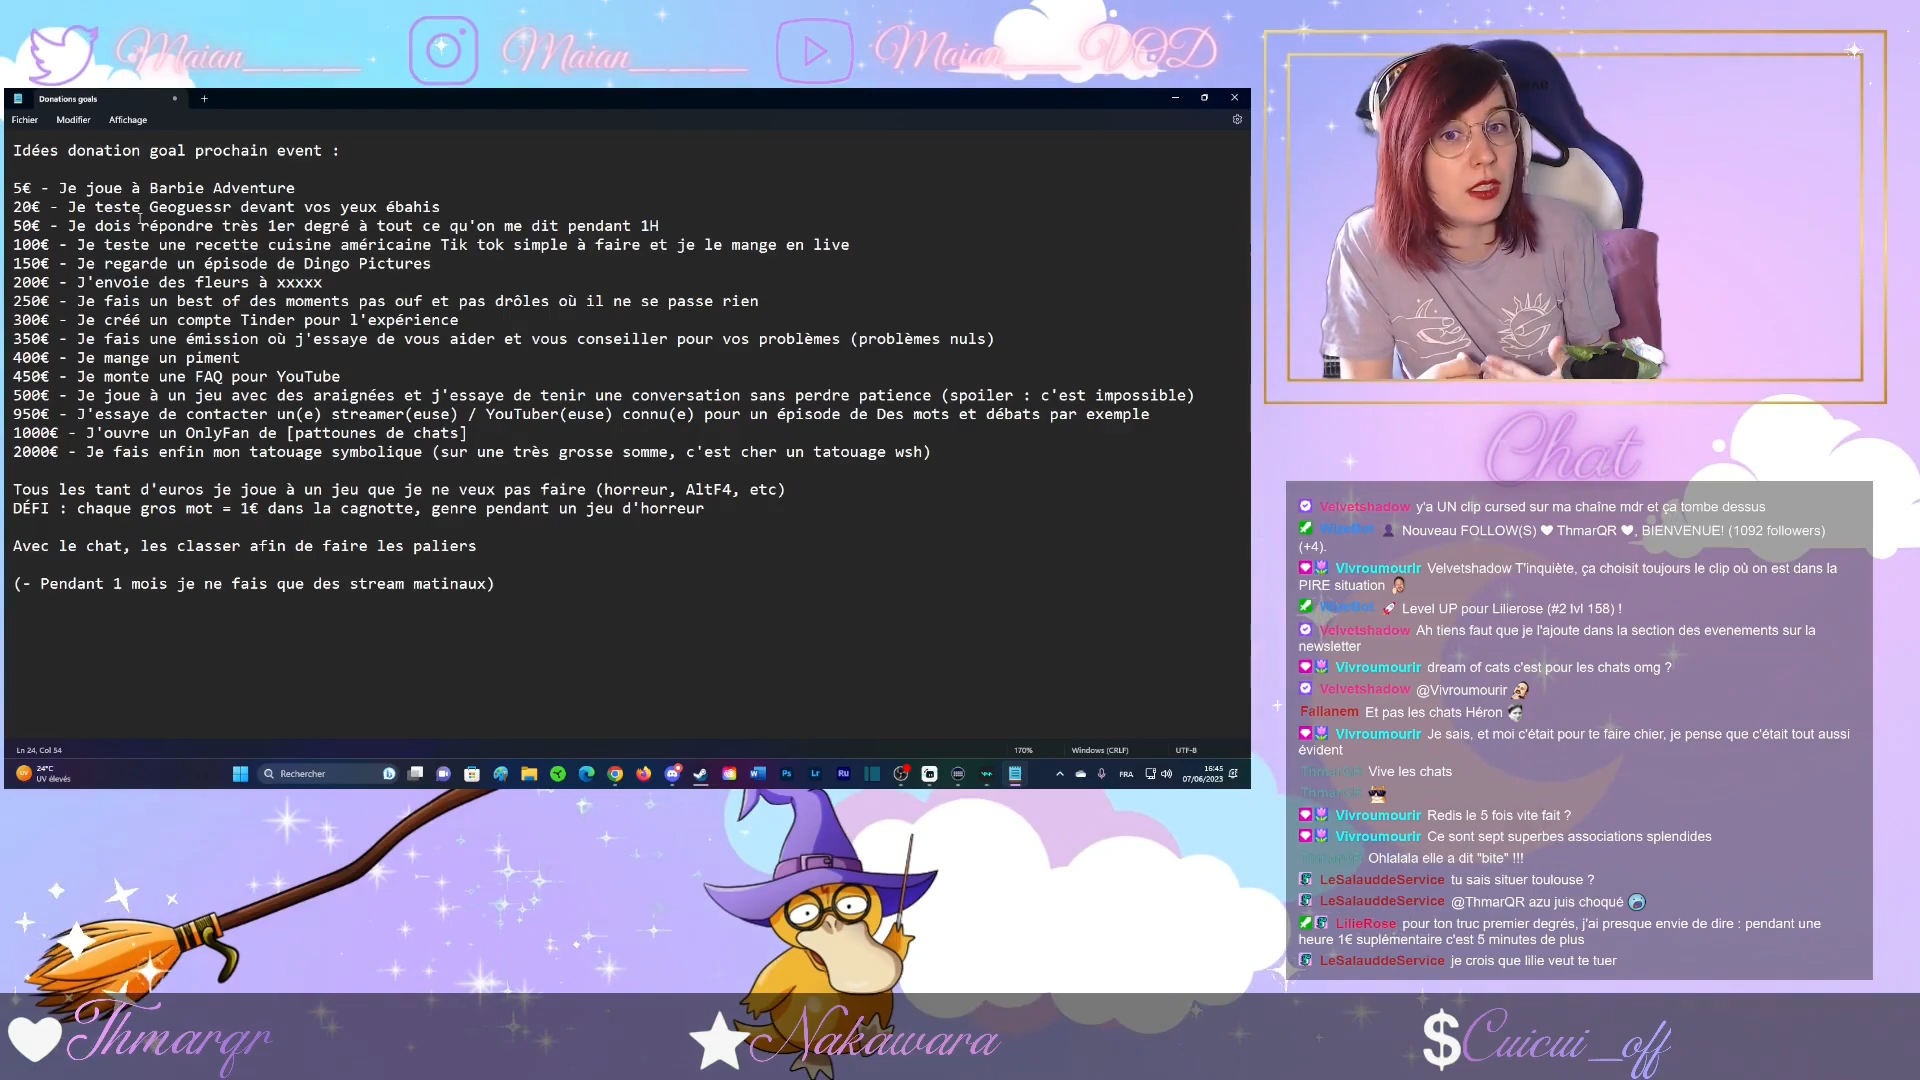 Maian____
Maian____
Maian____VOD
Donations goals
Fichier Modifier Affichage
Idées donation goal prochain event :
5€ - Je joue à Barbie Adventure
20€ - Je teste Geoguessr devant vos yeux ébahis
50€ - Je dois répondre très 1er degré à tout ce qu'on me dit pendant 1H
100€ - Je teste une recette cuisine américaine Tik tok simple à faire et je le mange en live
150€ - Je regarde un épisode de Dingo Pictures
200€ - J'envoie des fleurs à xxxxx
250€ - Je fais un best of des moments pas ouf et pas drôles où il ne se passe rien
300€ - Je créé un compte Tinder pour l'expérience
350€ - Je fais une émission où j'essaye de vous aider et vous conseiller pour vos problèmes (problèmes nuls)
400€ - Je mange un piment
450€ - Je monte une FAQ pour YouTube
500€ - Je joue à un jeu avec des araignées et j'essaye de tenir une conversation sans perdre patience (spoiler : c'est impossible)
950€ - J'essaye de contacter un(e) streamer(euse) / YouTuber(euse) connu(e) pour un épisode de Des mots et débats par exemple
1000€ - J'ouvre un OnlyFan de [pattounes de chats]
2000€ - Je fais enfin mon tatouage symbolique (sur une très grosse somme, c'est cher un tatouage wsh)
Tous les tant d'euros je joue à un jeu que je ne veux pas faire (horreur, AltF4, etc)
DÉFI : chaque gros mot = 1€ dans la cagnotte, genre pendant un jeu d'horreur
Avec le chat, les classer afin de faire les paliers
(- Pendant 1 mois je ne fais que des stream matinaux)
Ln 24, Col 54
170%
Windows (CRLF)
UTF-8
24°C
UV élevés
Rechercher
FRA
16:45
07/06/2023
Chat
Velvetshadow y'a UN clip cursed sur ma chaîne mdr et ça tombe dessus
WizeBot Nouveau FOLLOW(S) ThmarQR , BIENVENUE! (1092 followers)
(+4).
Vivroumourir Velvetshadow T'inquiète, ça choisit toujours le clip où on est dans la
PIRE situation
WizeBot Level UP pour Lilierose (#2 lvl 158) !
Velvetshadow Ah tiens faut que je l'ajoute dans la section des evenements sur la
newsletter
Vivroumourir dream of cats c'est pour les chats omg ?
Velvetshadow @Vivroumourir
Fallanem Et pas les chats Héron
Vivroumourir Je sais, et moi c'était pour te faire chier, je pense que c'était tout aussi
évident
ThmarQR Vive les chats
ThmarQR
Vivroumourir Redis le 5 fois vite fait ?
Vivroumourir Ce sont sept superbes associations splendides
ThmarQR Ohlalala elle a dit "bite" !!!
LeSalauddeService tu sais situer toulouse ?
LeSalauddeService @ThmarQR azu juis choqué
LilieRose pour ton truc premier degrés, j'ai presque envie de dire : pendant une
heure 1€ suplémentaire c'est 5 minutes de plus
LeSalauddeService je crois que lilie veut te tuer
Thmarqr
Nakawara
$ Cuicui_off